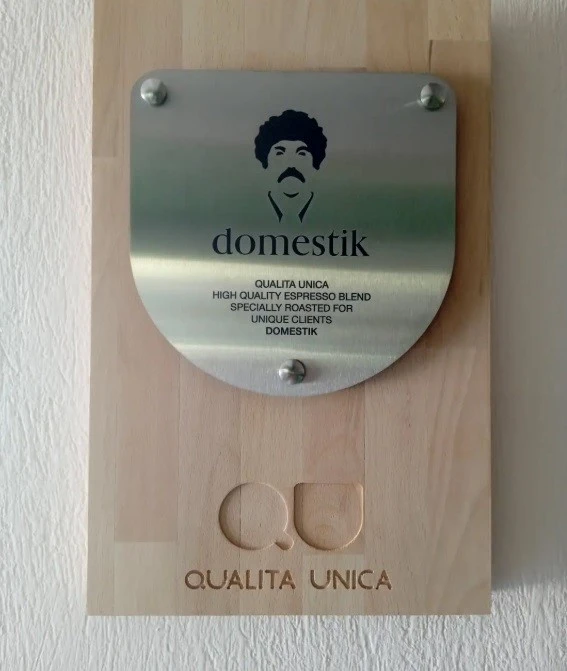 domestik
QUALITA UNICA
HIGH QUALITY ESPRESSO BLEND
SPECIALLY ROASTED FOR
UNIQUE CLIENTS
DOMESTIK
QU
QUALITA UNICA